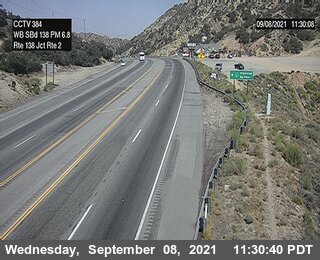 CCTV 384
WB SBd 138 PM 6.8
Rte 138 Jct Rte 2
09/08/2021 11:30:08
Wednesday, September 08, 2021 11:30:40 PDT